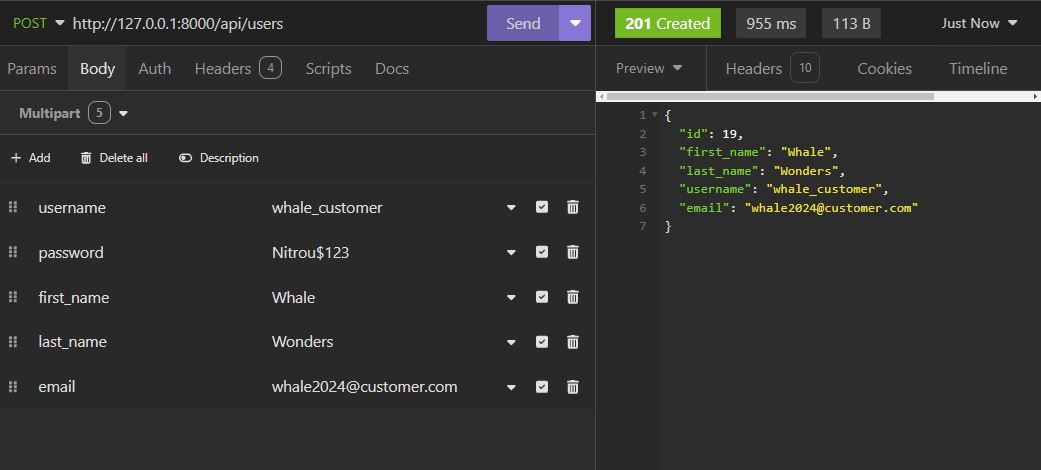 POST http://127.0.0.1:8000/api/users Send
Params Body Auth Headers 4 Scripts Docs
Multipart 5
+ Add Delete all Description
username whale_customer
password Nitrou$123
first_name Whale
last_name Wonders
email whale2024@customer.com
201 Created 955 ms 113 B Just Now
Preview Headers 10 Cookies Timeline
1 {
2 "id": 19,
3 "first_name": "Whale",
4 "last_name": "Wonders",
5 "username": "whale_customer",
6 "email": "whale2024@customer.com"
7 }